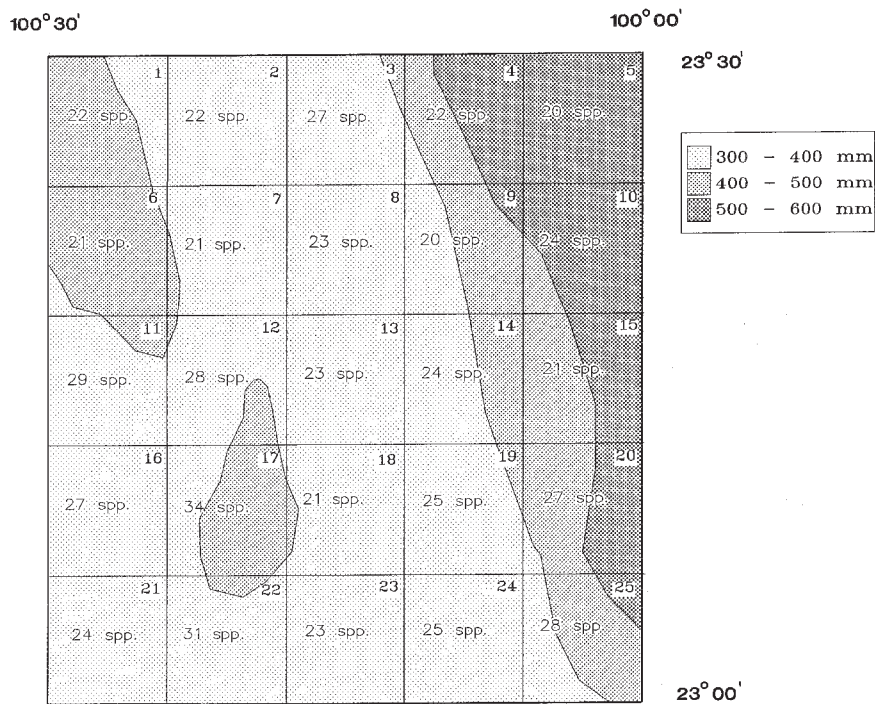 100° 30'
100° 00'
23° 30'
1 2 3 4 5
22 spp. 22 spp. 27 spp. 22 spp. 20 spp.
300 - 400 mm
400 - 500 mm
500 - 600 mm
6 7 8 9 10
21 spp. 21 spp. 23 spp. 20 spp. 24 spp.
11 12 13 14 15
29 spp. 28 spp. 23 spp. 24 spp. 21 spp.
16 17 18 19 20
27 spp. 34 spp. 21 spp. 25 spp. 27 spp.
21 22 23 24 25
24 spp. 31 spp. 23 spp. 25 spp. 28 spp.
23° 00'